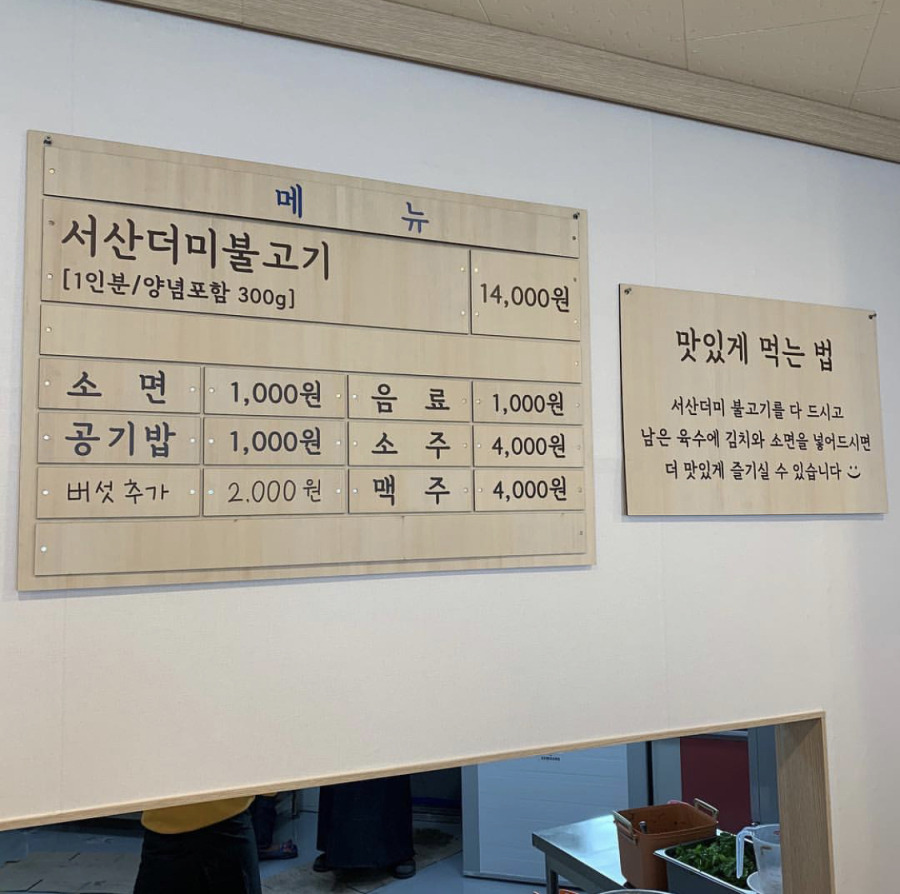 메 뉴
서산더미불고기
[1인분/양념포함 300g]
14,000원
소 면 1,000원 음 료 1,000원
공기밥 1,000원 소 주 4,000원
버섯 추가 2.000 원 맥 주 4,000원
맛있게 먹는 법
서산더미 불고기를 다 드시고
남은 육수에 김치와 소면을 넣어드시면
더 맛있게 즐기실 수 있습니다